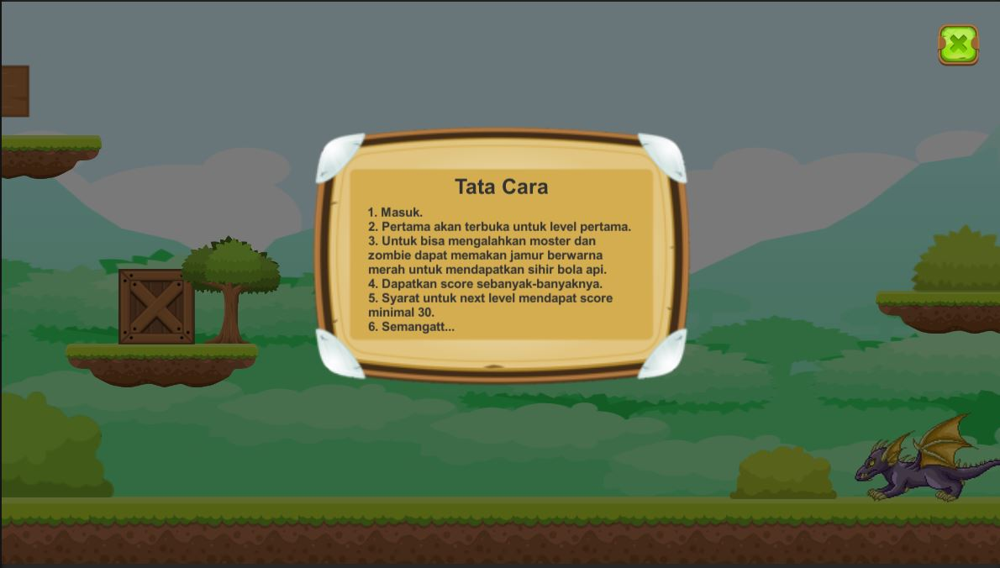 Tata Cara
1. Masuk.
2. Pertama akan terbuka untuk level pertama.
3. Untuk bisa mengalahkan moster dan
zombie dapat memakan jamur berwarna
merah untuk mendapatkan sihir bola api.
4. Dapatkan score sebanyak-banyaknya.
5. Syarat untuk next level mendapat score
minimal 30.
6. Semangatt...